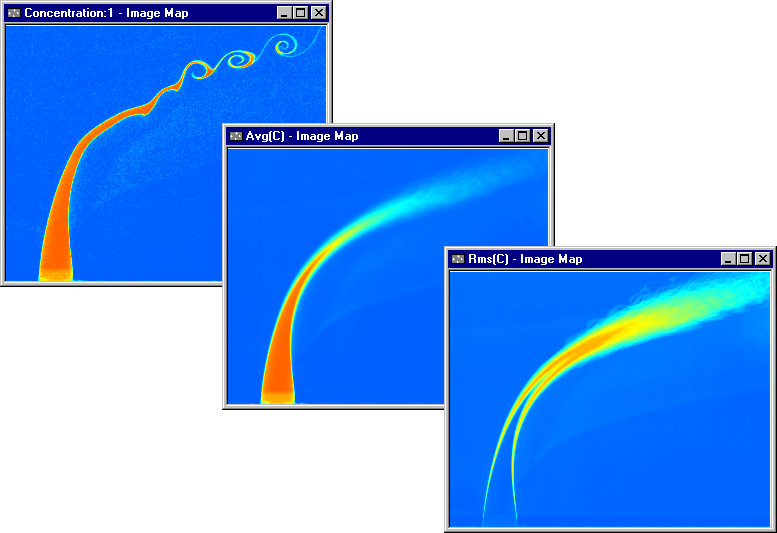 Concentration:1 - Image Map
Avg(C) - Image Map
Rms(C) - Image Map